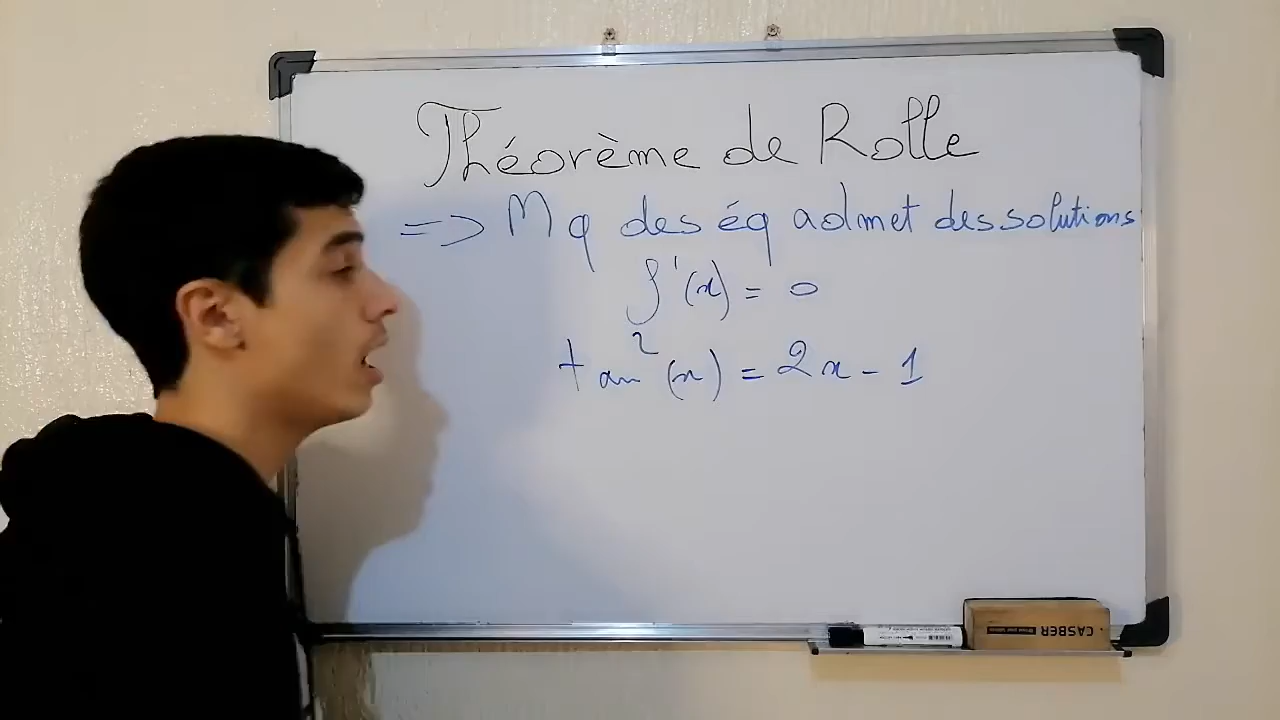 Théorème de Rolle
=> Mq des éq admet des solutions
f'(x) = 0
tan²(x) = 2x - 1
CASBER